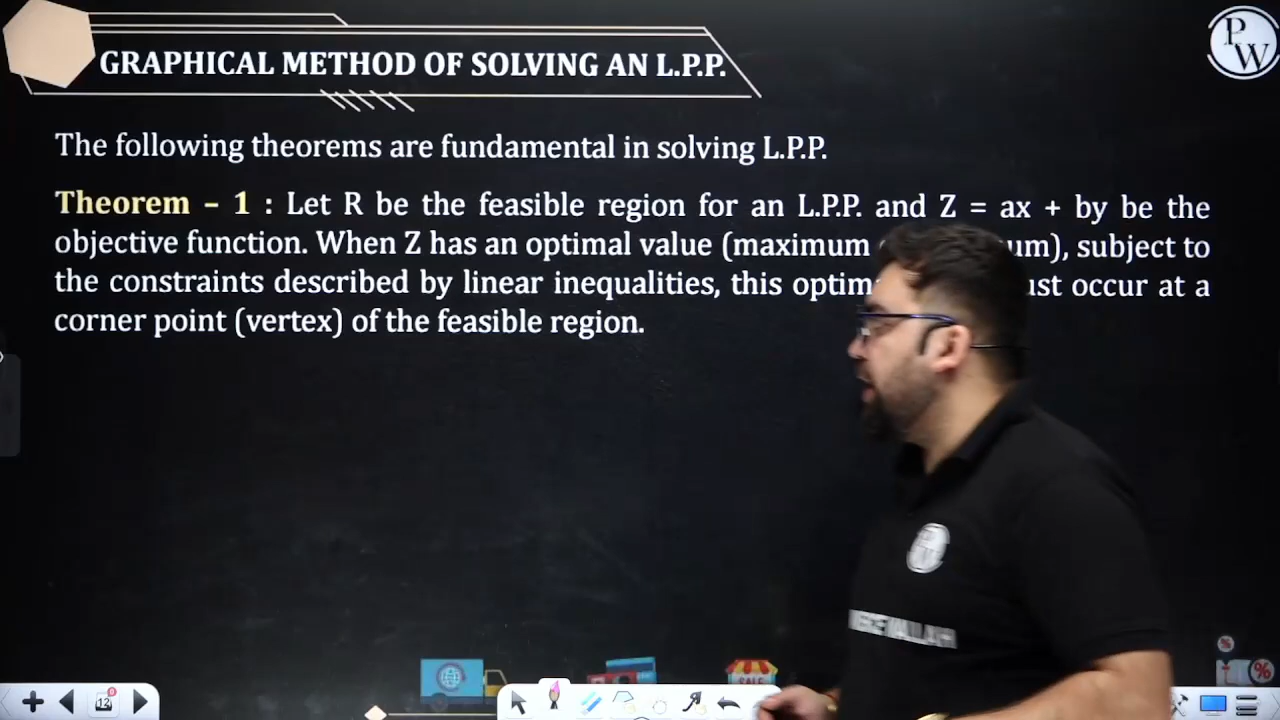 GRAPHICAL METHOD OF SOLVING AN L.P.P.
P
W
The following theorems are fundamental in solving L.P.P.
Theorem – 1 : Let R be the feasible region for an L.P.P. and Z = ax + by be the
objective function. When Z has an optimal value (maximum um), subject to
the constraints described by linear inequalities, this optim ust occur at a
corner point (vertex) of the feasible region.
SALE
%
%
12